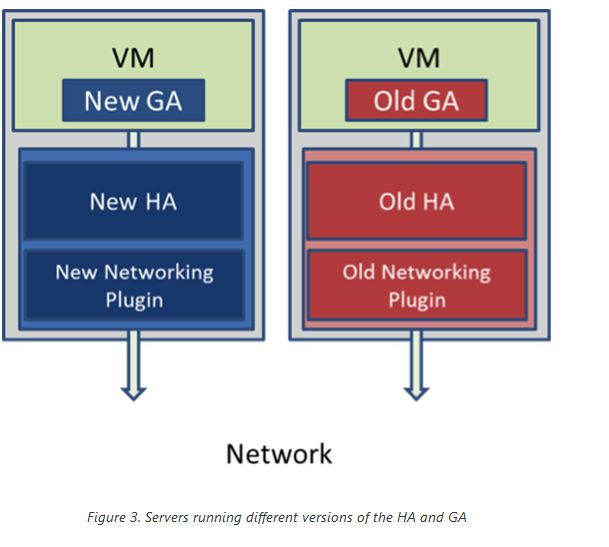 VM
New GA
New HA
New Networking
Plugin
VM
Old GA
Old HA
Old Networking
Plugin
Network
Figure 3. Servers running different versions of the HA and GA